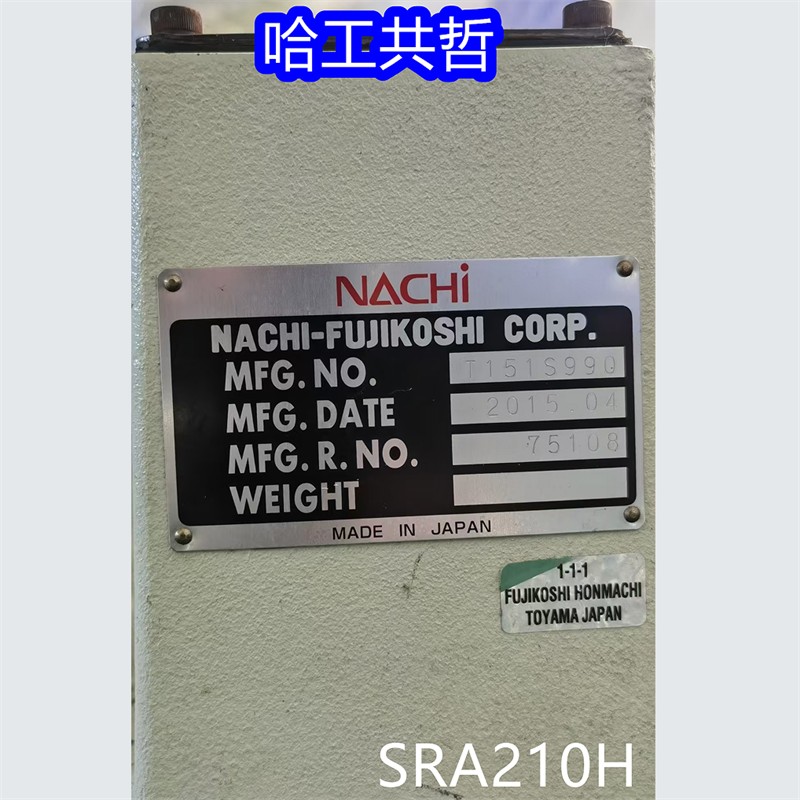 哈工共哲
NACHI
NACHI-FUJIKOSHI CORP.
MFG. NO. T151S99Q
MFG. DATE 2015.04
MFG. R. NO. 75108
WEIGHT
MADE IN JAPAN
1-1-1
FUJIKOSHI HONMACHI
TOYAMA JAPAN
SRA210H